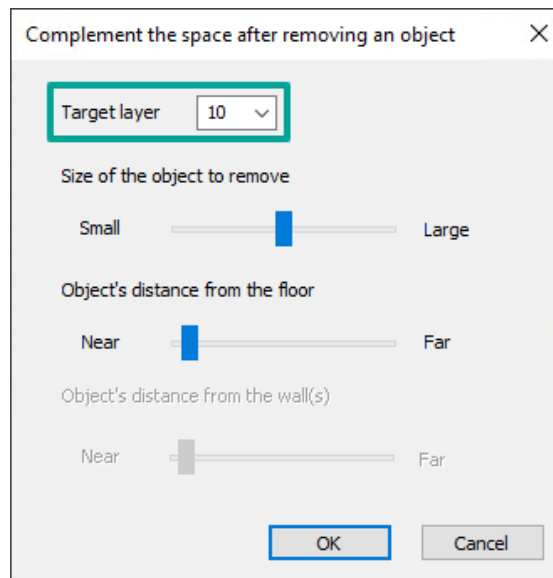 Complement the space after removing an object
Target layer 10
Size of the object to remove
Small Large
Object's distance from the floor
Near Far
Object's distance from the wall(s)
Near Far
OK Cancel